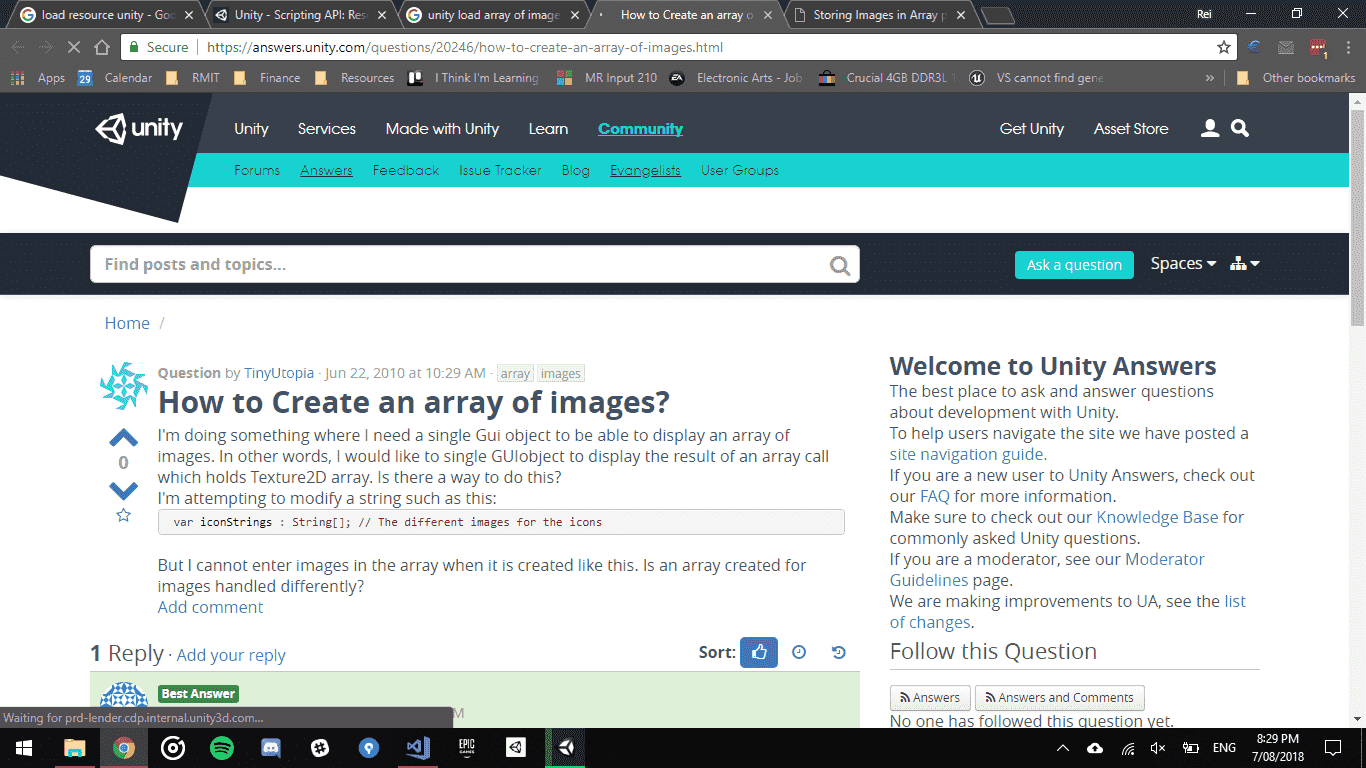 load resource unity - Goo
Unity - Scripting API: Res
unity load array of image
How to Create an array o
Storing Images in Array p
Rei
Secure
https://answers.unity.com/questions/20246/how-to-create-an-array-of-images.html
Apps
29
Calendar
RMIT
Finance
Resources
I Think I'm Learning
MR Input 210
Electronic Arts - Job
Crucial 4GB DDR3L
VS cannot find gene
»
Other bookmarks
unity
Unity
Services
Made with Unity
Learn
Community
Get Unity
Asset Store
Forums
Answers
Feedback
Issue Tracker
Blog
Evangelists
User Groups
Find posts and topics...
Ask a question
Spaces
Home /
Question by TinyUtopia · Jun 22, 2010 at 10:29 AM · array images
How to Create an array of images?
I'm doing something where I need a single Gui object to be able to display an array of
images. In other words, I would like to single GUIobject to display the result of an array call
which holds Texture2D array. Is there a way to do this?
I'm attempting to modify a string such as this:
var iconStrings : String[]; // The different images for the icons
0
But I cannot enter images in the array when it is created like this. Is an array created for
images handled differently?
Add comment
1 Reply · Add your reply
Sort:
Best Answer
M
Welcome to Unity Answers
The best place to ask and answer questions
about development with Unity.
To help users navigate the site we have posted a
site navigation guide.
If you are a new user to Unity Answers, check out
our FAQ for more information.
Make sure to check out our Knowledge Base for
commonly asked Unity questions.
If you are a moderator, see our Moderator
Guidelines page.
We are making improvements to UA, see the list
of changes.
Follow this Question
Answers
Answers and Comments
No one has followed this question yet.
Waiting for prd-lender.cdp.internal.unity3d.com...
EPIC
GAMES
ENG
8:29 PM
7/08/2018